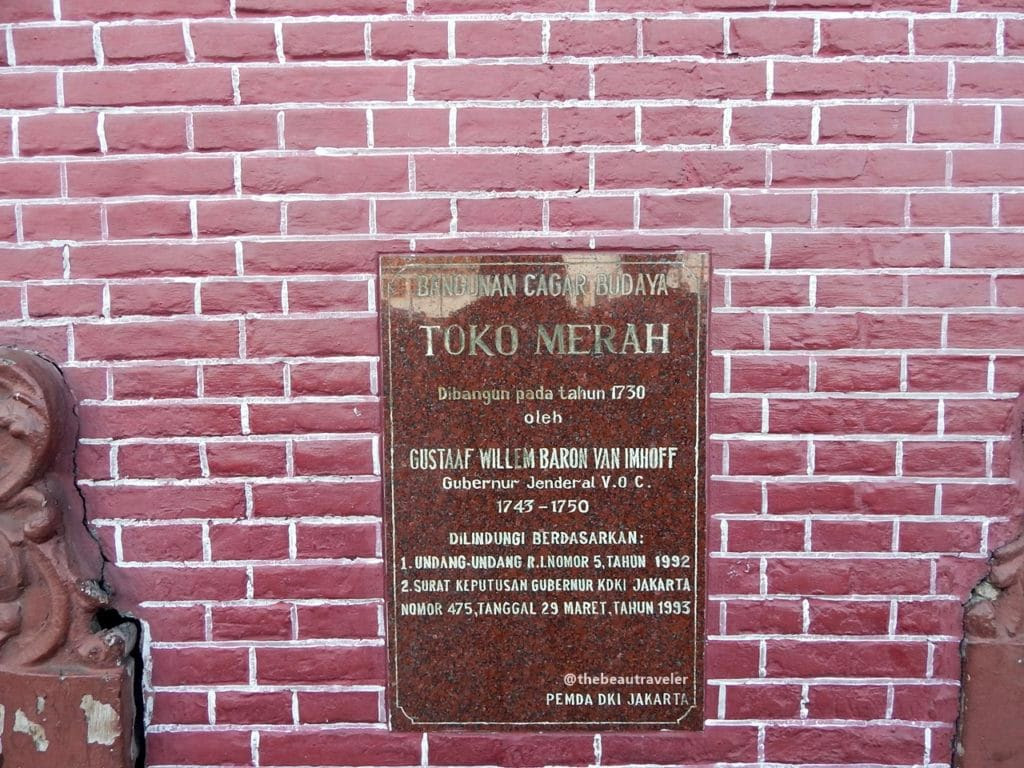 BANGUNAN CAGAR BUDAYA
TOKO MERAH
Dibangun pada tahun 1730
oleh
GUSTAAF WILLEM BARON VAN IMHOFF
Gubernur Jenderal V.O C.
1743 – 1750
DILINDUNGI BERDASARKAN:
1. UNDANG-UNDANG R.I.NOMOR 5, TAHUN 1992
2. SURAT KEPUTUSAN GUBERNUR KDKI JAKARTA
NOMOR 475, TANGGAL 29 MARET, TAHUN 1993
@thebeautraveler
PEMDA DKI JAKARTA